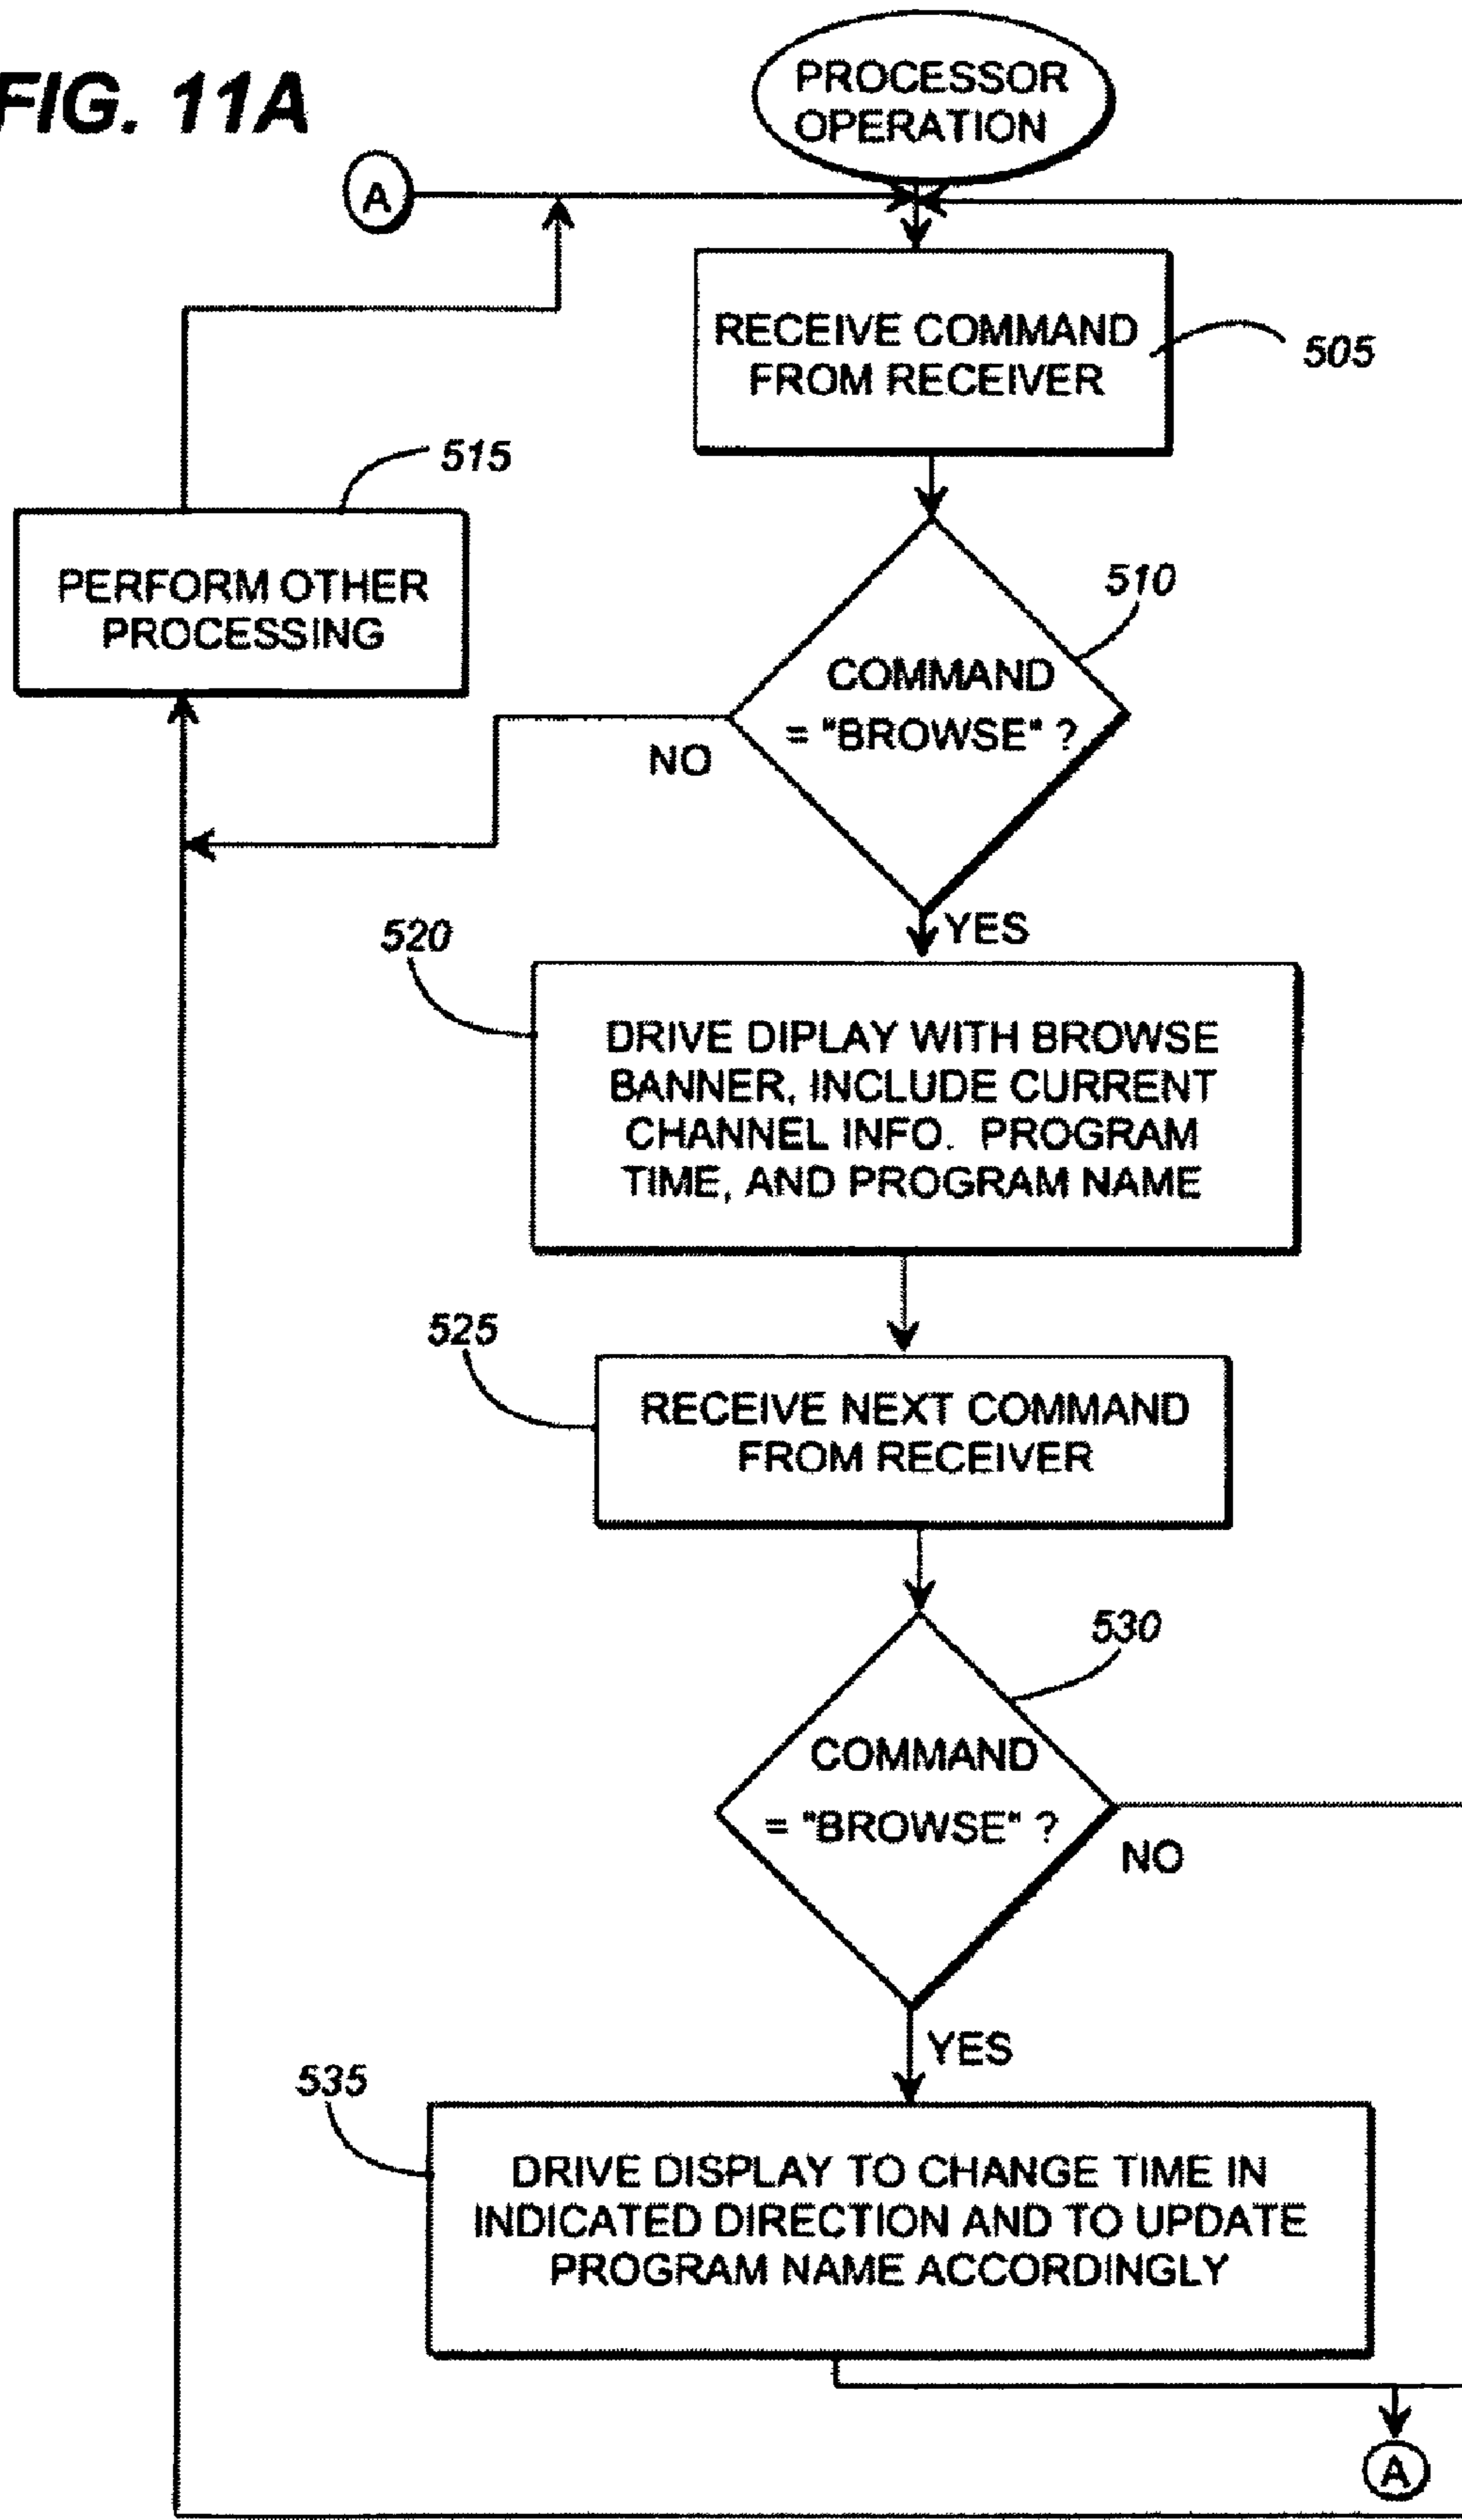 FIG. 11A
PROCESSOR
OPERATION
A
RECEIVE COMMAND
FROM RECEIVER
505
515
PERFORM OTHER
PROCESSING
510
COMMAND
= "BROWSE" ?
NO
YES
520
DRIVE DIPLAY WITH BROWSE
BANNER, INCLUDE CURRENT
CHANNEL INFO. PROGRAM
TIME, AND PROGRAM NAME
525
RECEIVE NEXT COMMAND
FROM RECEIVER
530
COMMAND
= "BROWSE" ?
NO
YES
535
DRIVE DISPLAY TO CHANGE TIME IN
INDICATED DIRECTION AND TO UPDATE
PROGRAM NAME ACCORDINGLY
A